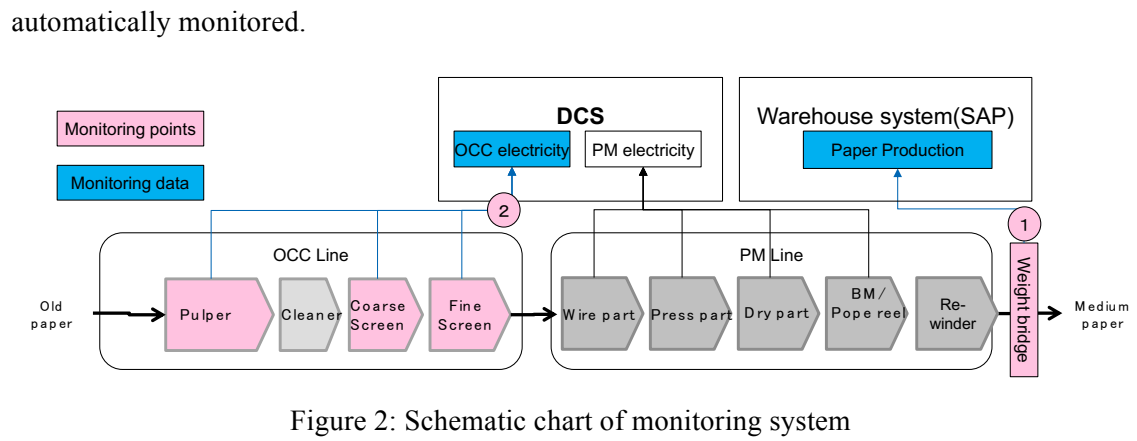 automatically monitored.
Monitoring points
Monitoring data
DCS
OCC electricity
PM electricity
Warehouse system(SAP)
Paper Production
2
1
OCC Line
PM Line
Old
paper
Pulper
Cleaner
Coarse
Screen
Fine
Screen
Wire part
Press part
Dry part
BM/
Pope reel
Re-
winder
Weight bridge
Medium
paper
Figure 2: Schematic chart of monitoring system